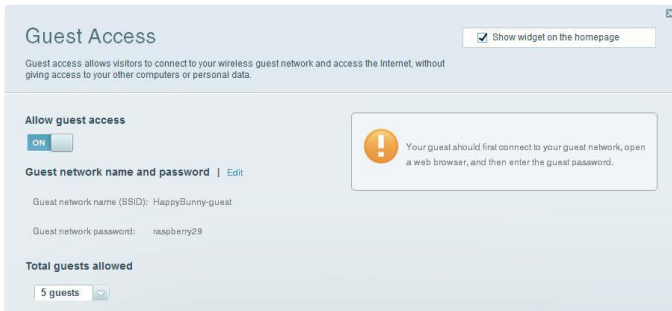 Guest Access
Show widget on the homepage
Guest access allows visitors to connect to your wireless guest network and access the Internet, without
giving access to your other computers or personal data.
Allow guest access
ON
Your guest should first connect to your guest network, open
a web browser, and then enter the guest password.
Guest network name and password | Edit
Guest network name (SSID): HappyBunny-guest
Guest network password: raspberry29
Total guests allowed
5 guests